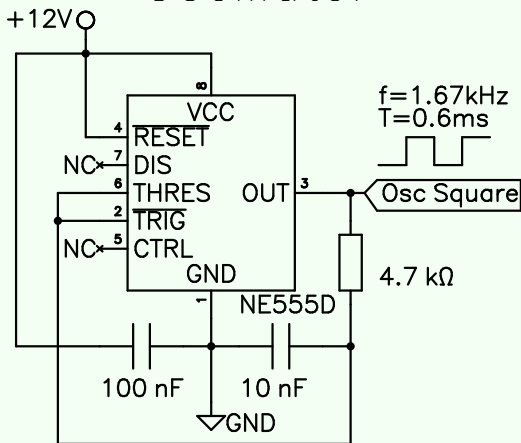 +12V
8
VCC
4
RESET
NC
7
DIS
6
THRES
OUT
3
2
TRIG
NC
5
CTRL
GND
1
NE555D
f=1.67kHz
T=0.6ms
Osc Square
4.7 kΩ
100 nF
10 nF
GND